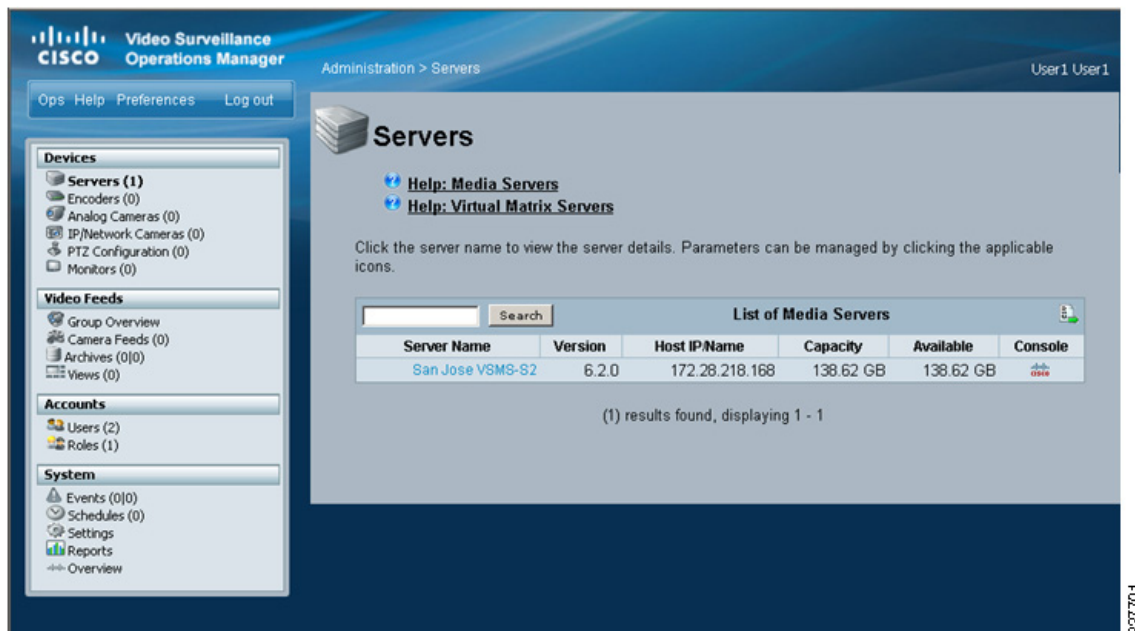 CISCO
Video Surveillance
Operations Manager
Administration > Servers
User1 User1
Ops Help Preferences Log out
Devices
Servers (1)
Encoders (0)
Analog Cameras (0)
IP/Network Cameras (0)
PTZ Configuration (0)
Monitors (0)
Video Feeds
Group Overview
Camera Feeds (0)
Archives (0|0)
Views (0)
Accounts
Users (2)
Roles (1)
System
Events (0|0)
Schedules (0)
Settings
Reports
Overview
Servers
Help: Media Servers
Help: Virtual Matrix Servers
Click the server name to view the server details. Parameters can be managed by clicking the applicable
icons.
Search List of Media Servers
Server Name Version Host IP/Name Capacity Available Console
San Jose VSMS-S2 6.2.0 172.28.218.168 138.62 GB 138.62 GB cisco
(1) results found, displaying 1 - 1